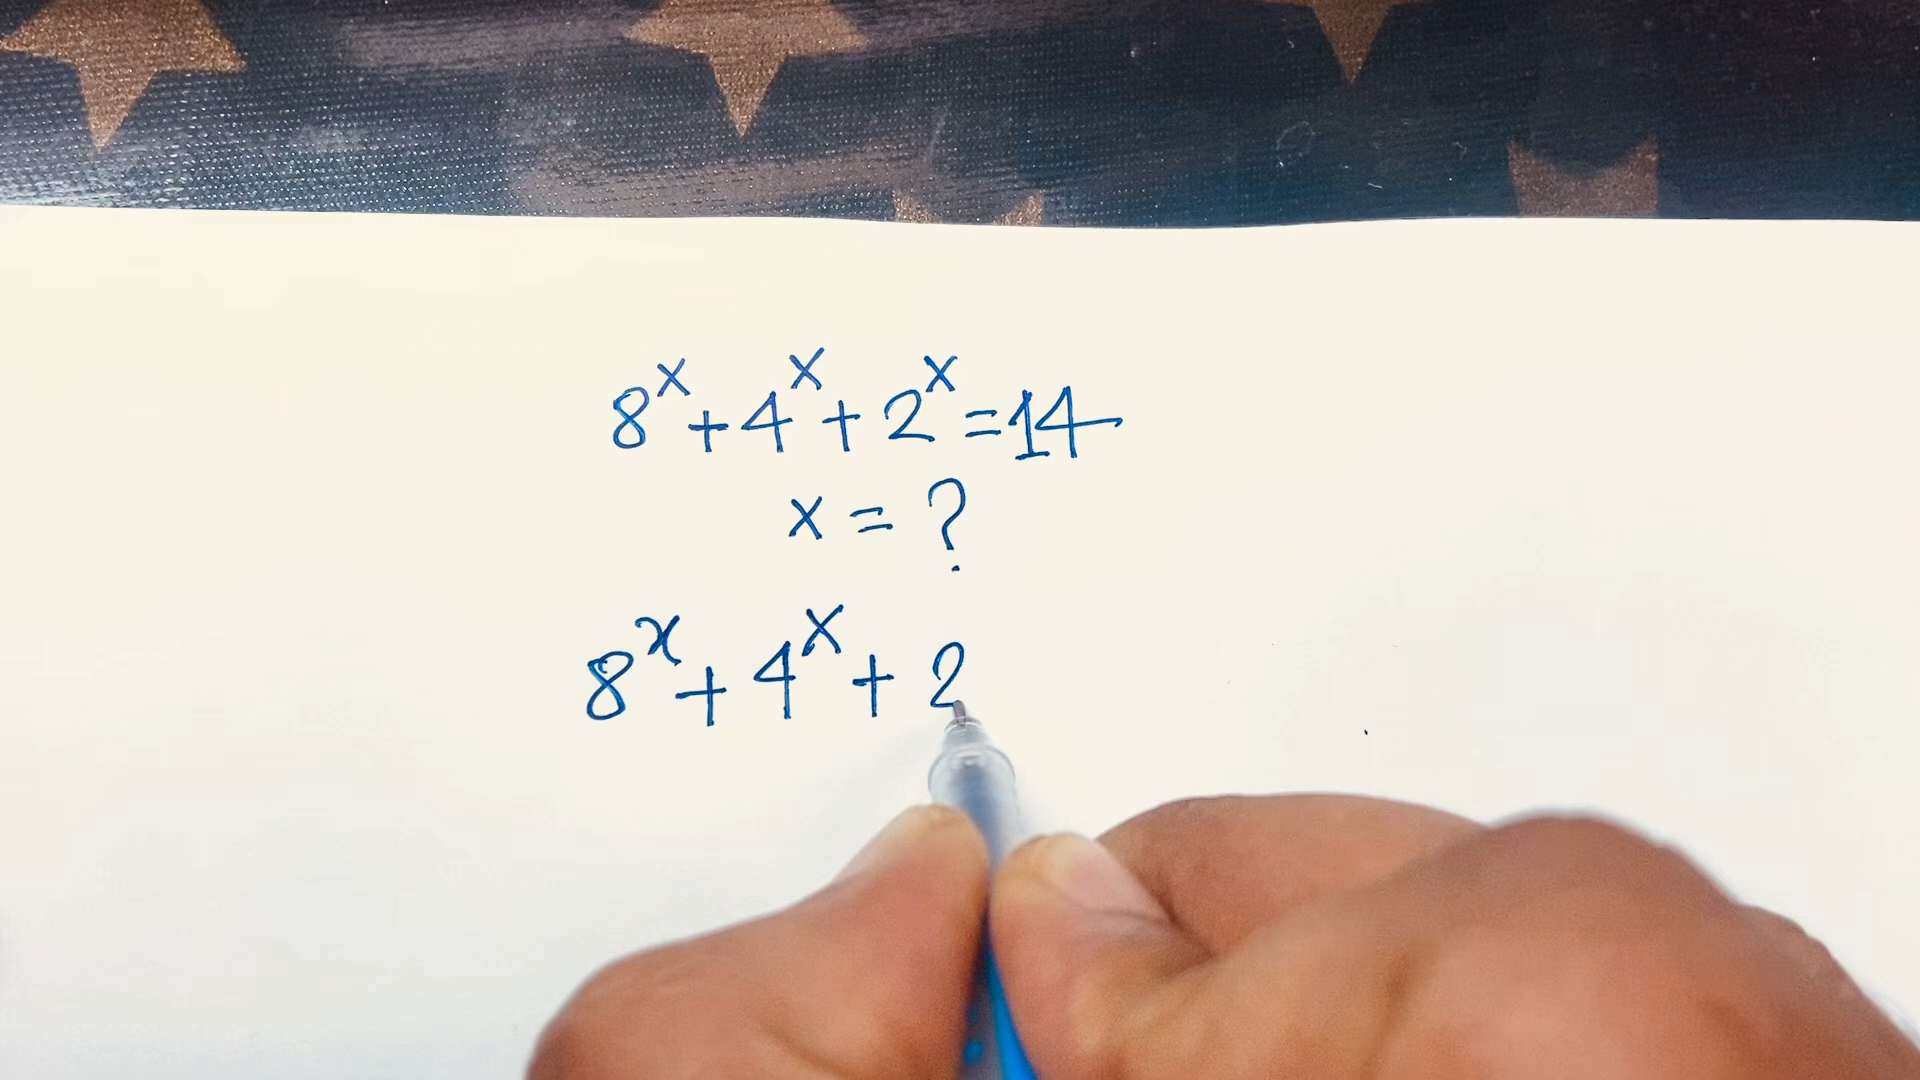 8^x + 4^x + 2^x = 14
x = ?
8^x + 4^x + 2